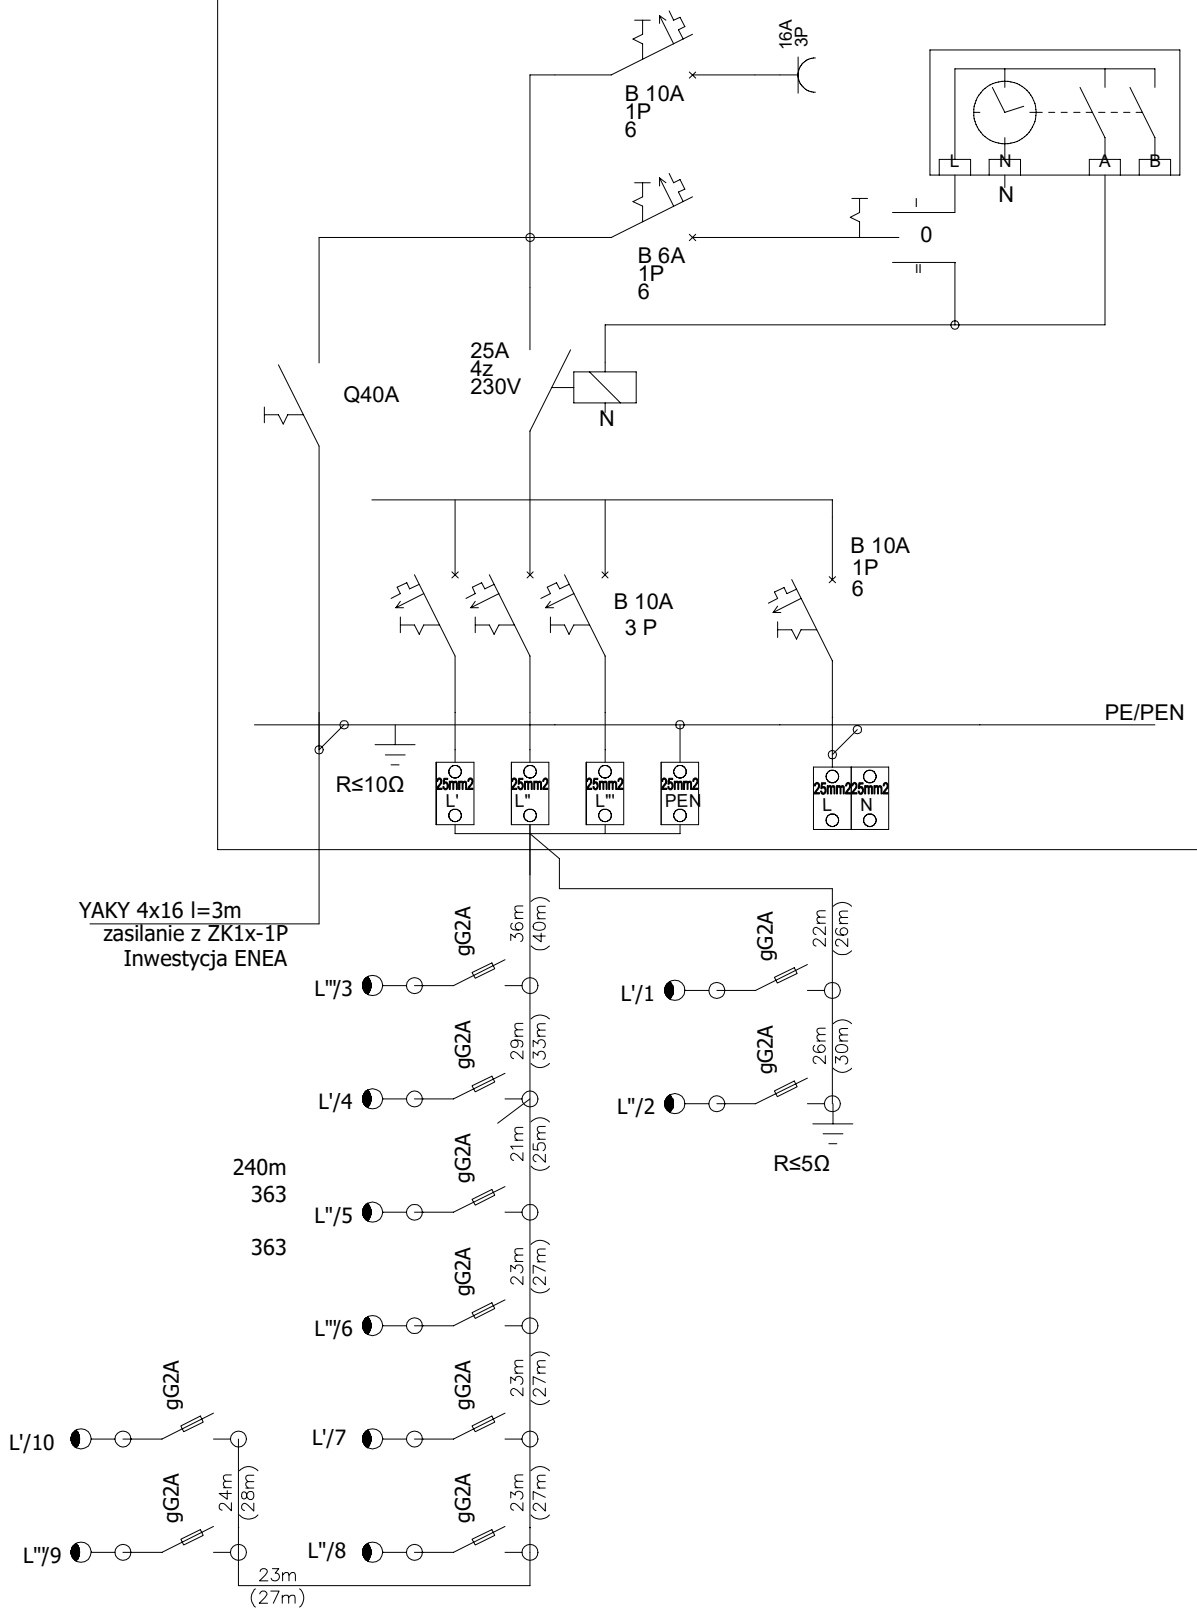 16A
3P
B 10A
1P
6
L
N
A
B
N
I
0
II
B 6A
1P
6
25A
4z
230V
Q40A
N
B 10A
1P
6
B 10A
3 P
PE/PEN
R≤10Ω
25mm2
L'
25mm2
L"
25mm2
L"'
25mm2
PEN
25mm2
L
25mm2
N
YAKY 4x16 l=3m
zasilanie z ZK1x-1P
Inwestycja ENEA
36m
(40m)
gG2A
L"'/3
22m
(26m)
gG2A
L'/1
29m
(33m)
gG2A
L'/4
26m
(30m)
gG2A
L"/2
R≤5Ω
21m
(25m)
gG2A
L"/5
240m
363
363
23m
(27m)
gG2A
L"'/6
23m
(27m)
gG2A
L'/7
gG2A
L'/10
23m
(27m)
gG2A
L"/8
24m
(28m)
gG2A
L"'/9
23m
(27m)